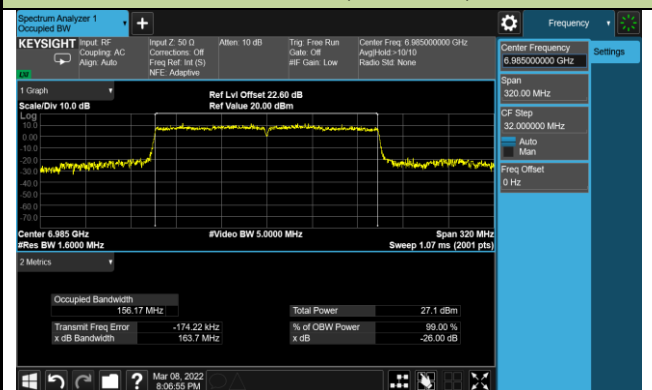 Spectrum Analyzer 1
Occupied BW
Frequency
KEYSIGHT
Input: RF
Coupling: AC
Align: Auto
Input Z: 50 Ω
Corrections: Off
Freq Ref: Int (S)
NFE: Adaptive
Atten: 10 dB
Trig: Free Run
Gate: Off
#IF Gain: Low
Center Freq: 6.985000000 GHz
Avg|Hold:>10/10
Radio Std: None
Center Frequency
6.985000000 GHz
Settings
Span
320.00 MHz
CF Step
32.000000 MHz
Auto
Man
Freq Offset
0 Hz
1 Graph
Scale/Div 10.0 dB
Ref Lvl Offset 22.60 dB
Ref Value 20.00 dBm
Log
10.0
0.00
-10.0
-20.0
-30.0
-40.0
-50.0
-60.0
-70.0
Center 6.985 GHz
#Video BW 5.0000 MHz
Span 320 MHz
#Res BW 1.6000 MHz
Sweep 1.07 ms (2001 pts)
2 Metrics
Occupied Bandwidth
156.17 MHz
Total Power 27.1 dBm
Transmit Freq Error -174.22 kHz
% of OBW Power 99.00 %
x dB Bandwidth 163.7 MHz
x dB -26.00 dB
?
Mar 08, 2022
8:06:55 PM